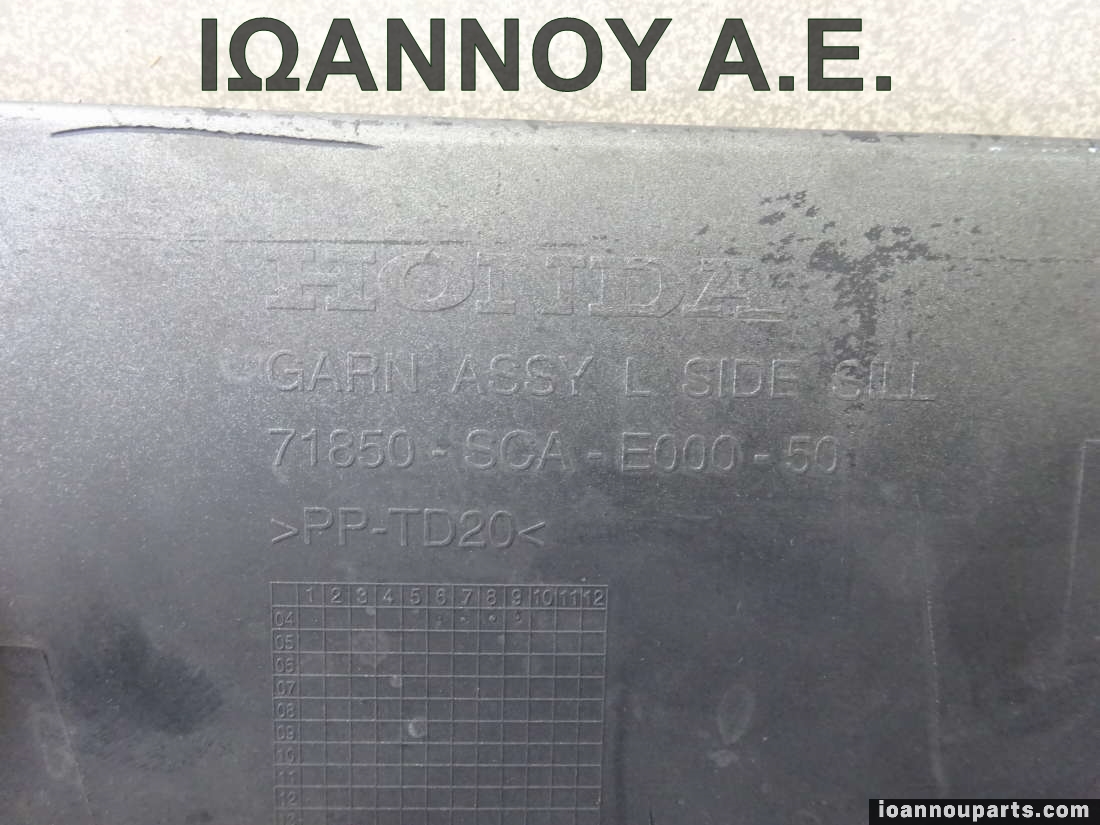 ΙΩΑΝΝΟΥ Α.Ε.
HONDA
GARN ASSY L SIDE SILL
71850-SCA-E000-50
>PP-TD20<
1 2 3 4 5 6 7 8 9 10 11 12
04
05
06
07
08
09
10
11
12
ioannouparts.com